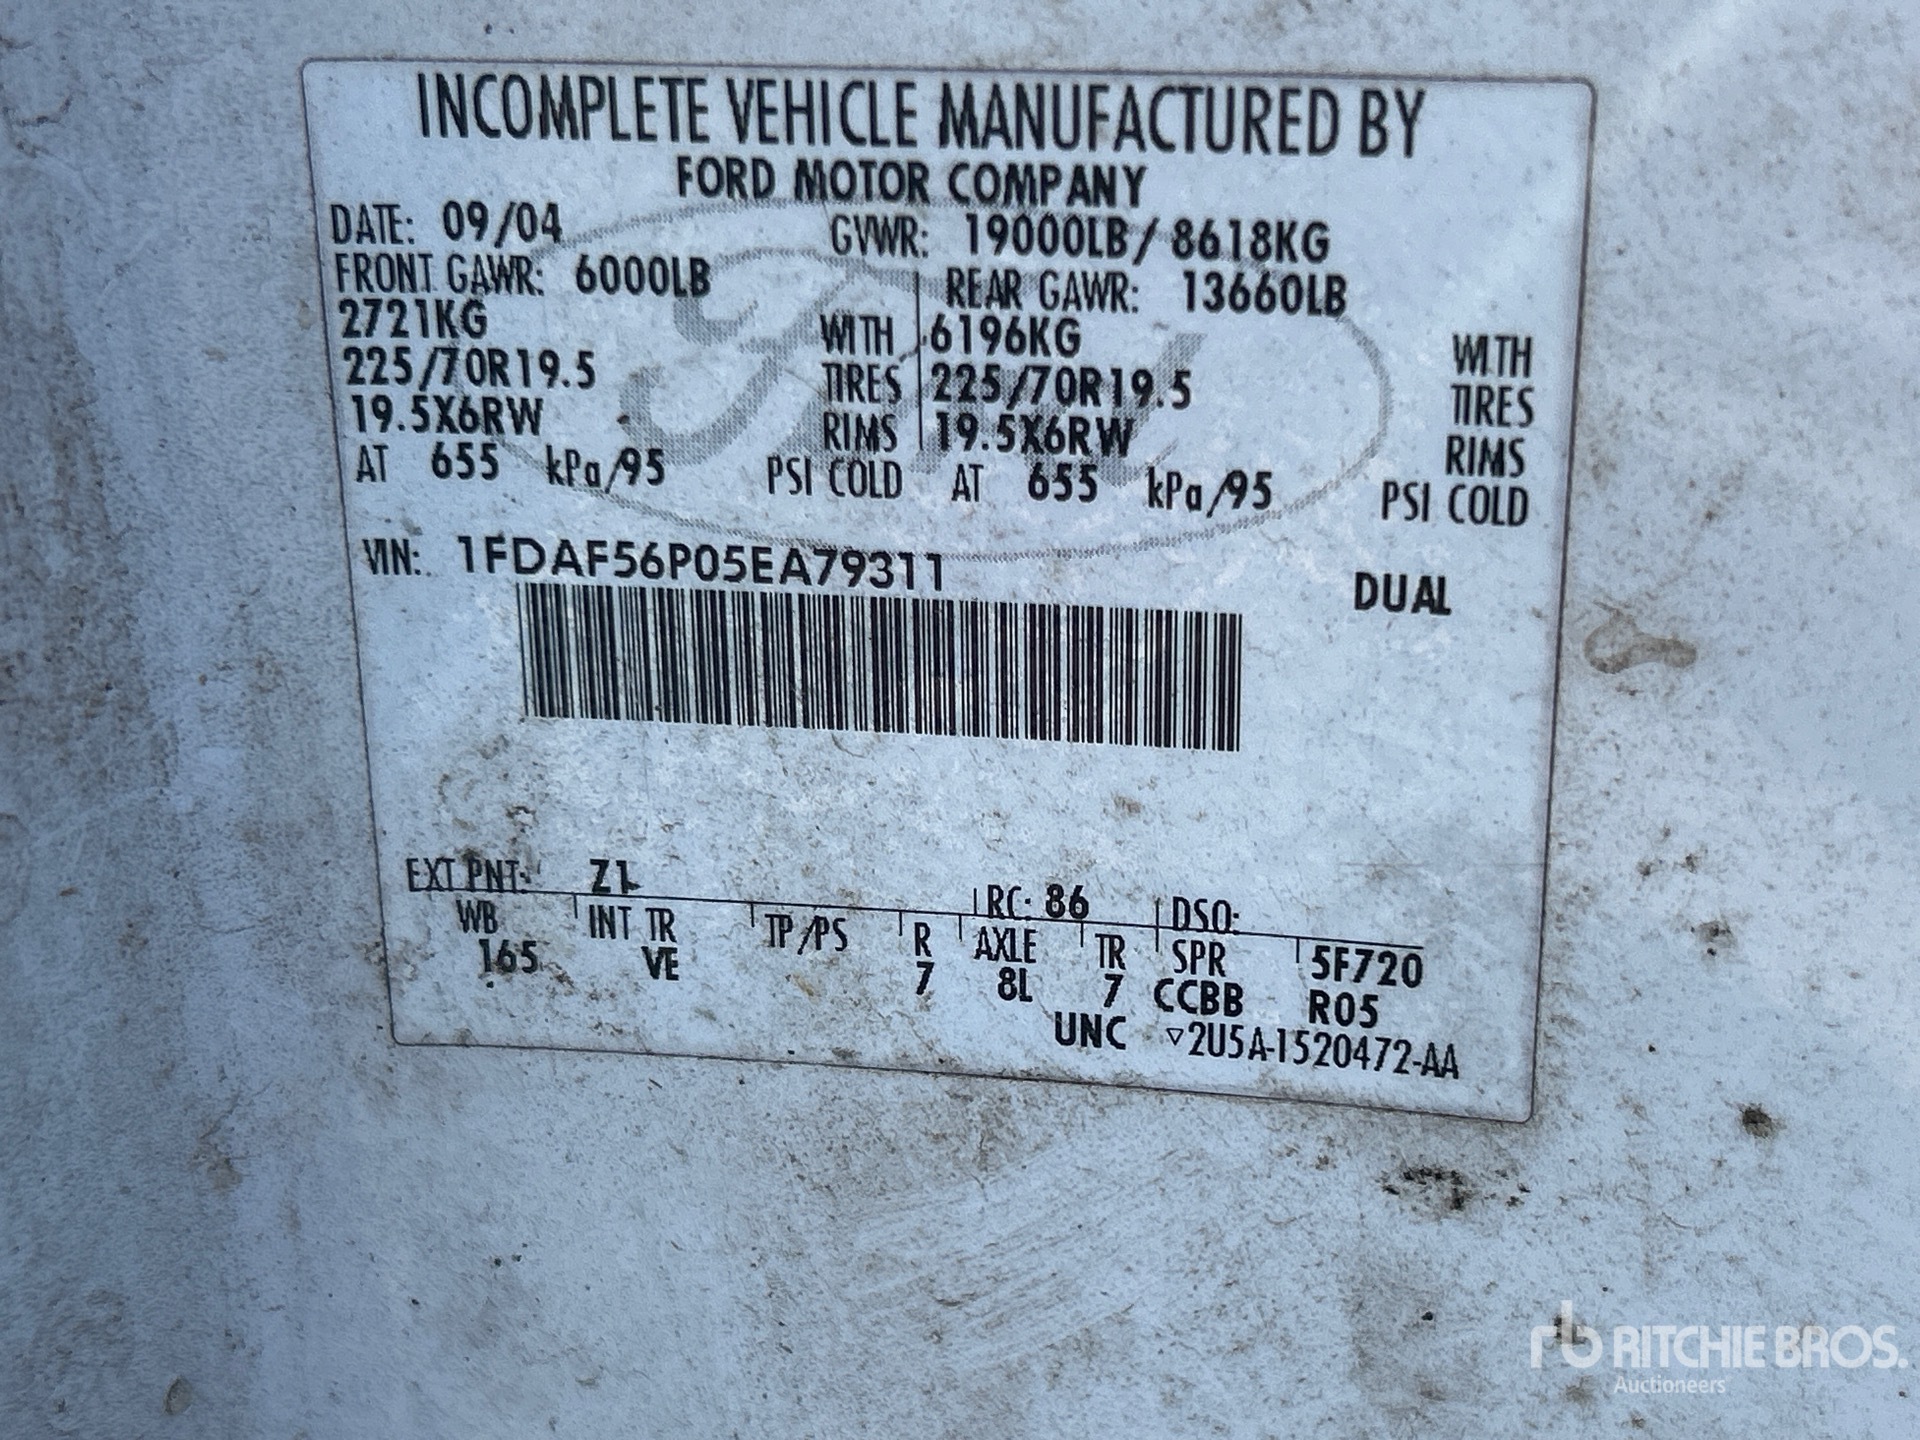 INCOMPLETE VEHICLE MANUFACTURED BY
FORD MOTOR COMPANY
DATE: 09/04 GVWR: 19000LB/ 8618KG
FRONT GAWR: 6000LB REAR GAWR: 13660LB
2721KG WITH 6196KG WITH
225/70R19.5 TIRES 225/70R19.5 TIRES
19.5X6RW RIMS 19.5X6RW RIMS
AT 655 kPa/95 PSI COLD AT 655 kPa/95 PSI COLD
VIN: 1FDAF56P05EA79311 DUAL
EXT PNT: Z1 RC: 86 DSO:
WB INT TR TP/PS R AXLE TR SPR 5F720
165 VE 7 8L 7 CCBB R05
UNC ▽2U5A-1520472-AA
Ford
rb RITCHIE BROS.
Auctioneers